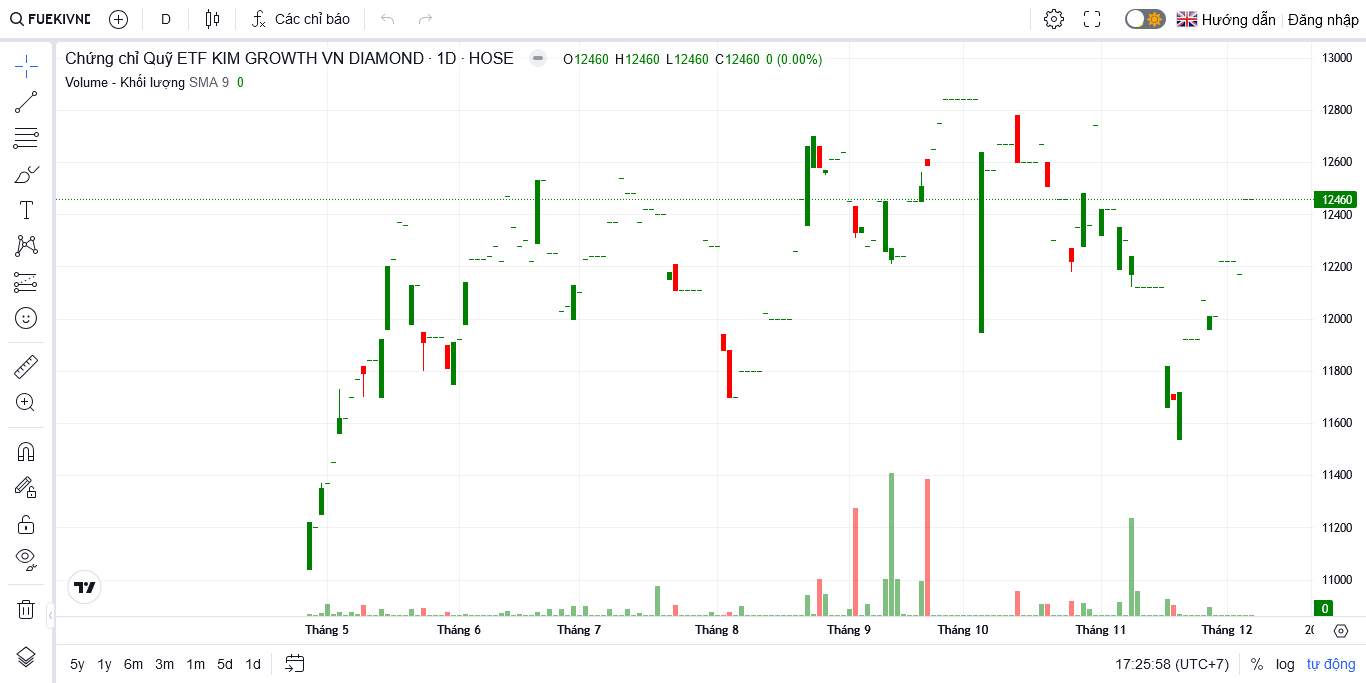 FUEKIVND D Các chỉ báo Hướng dẫn Đăng nhập
Chứng chỉ Quỹ ETF KIM GROWTH VN DIAMOND · 1D · HOSE O12460 H12460 L12460 C12460 0 (0.00%)
Volume - Khối lượng SMA 9 0
13000
12800
12600
12460
12400
12200
12000
11800
11600
11400
11200
11000
0
Tháng 5 Tháng 6 Tháng 7 Tháng 8 Tháng 9 Tháng 10 Tháng 11 Tháng 12
5y 1y 6m 3m 1m 5d 1d 17:25:58 (UTC+7) % log tự động